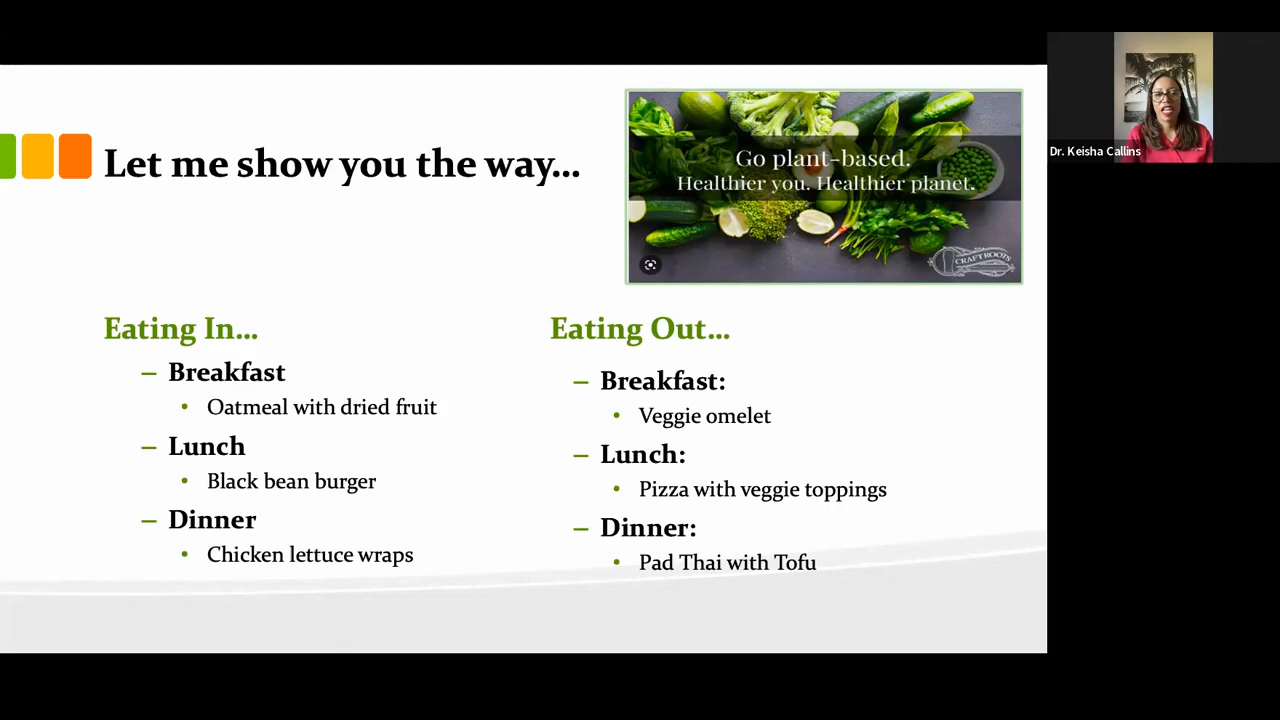 Let me show you the way...
Go plant-based.
Healthier you. Healthier planet.
CRAFT ROOTS
Dr. Keisha Callins
Eating In...
– Breakfast
• Oatmeal with dried fruit
– Lunch
• Black bean burger
– Dinner
• Chicken lettuce wraps
Eating Out...
– Breakfast:
• Veggie omelet
– Lunch:
• Pizza with veggie toppings
– Dinner:
• Pad Thai with Tofu